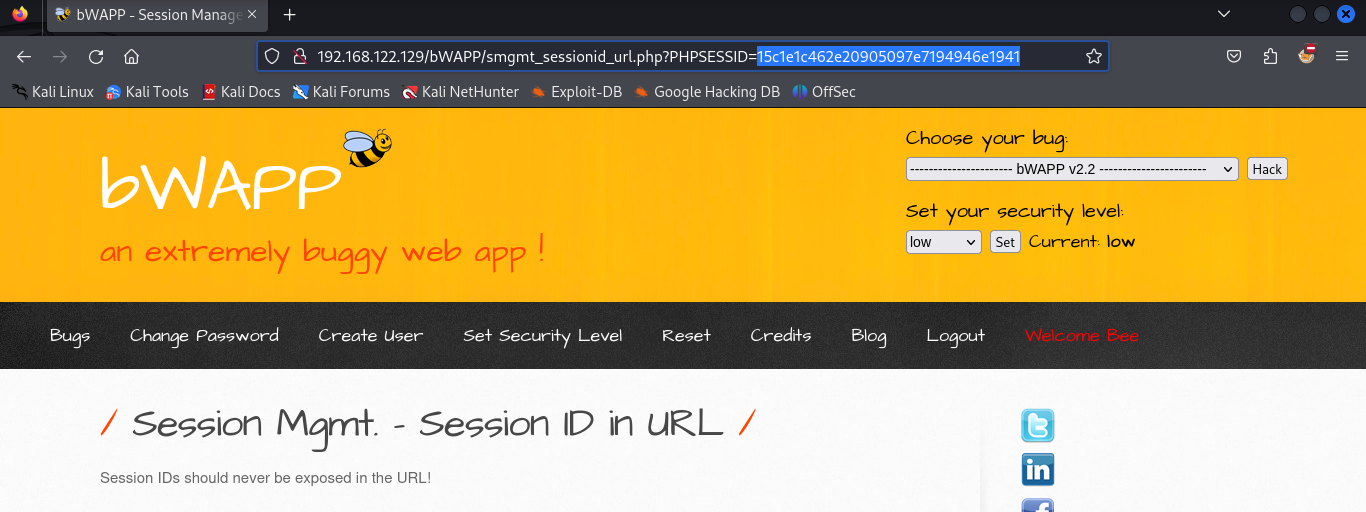 bWAPP - Session Manage
192.168.122.129/bWAPP/smgmt_sessionid_url.php?PHPSESSID=15c1e1c462e20905097e7194946e1941
Kali Linux Kali Tools Kali Docs Kali Forums Kali NetHunter Exploit-DB Google Hacking DB OffSec
bWAPP
an extremely buggy web app !
Choose your bug:
---------------------- bWAPP v2.2 ----------------------- Hack
Set your security level:
low Set Current: low
Bugs Change Password Create User Set Security Level Reset Credits Blog Logout Welcome Bee
/ Session Mgmt. - Session ID in URL /
Session IDs should never be exposed in the URL!